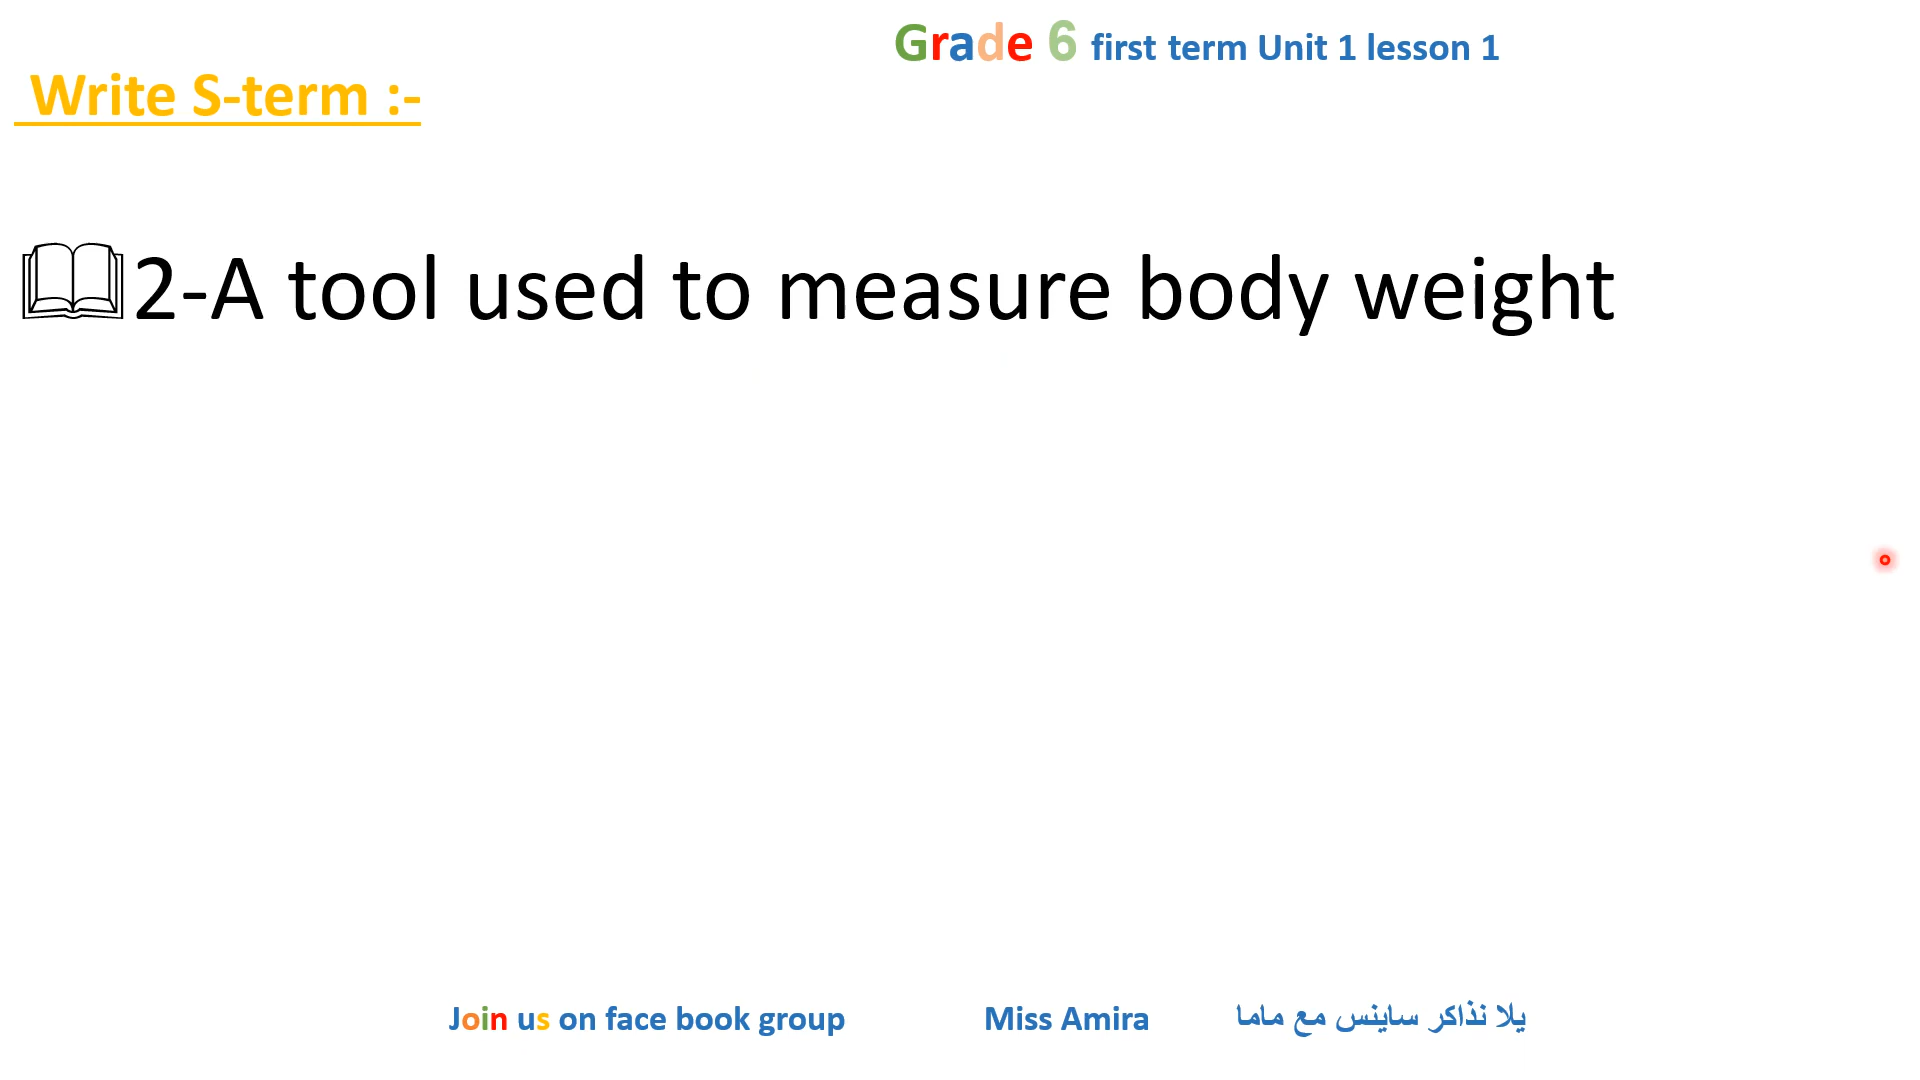 Grade 6 first term Unit 1 lesson 1
Write S-term :-
2-A tool used to measure body weight
Join us on face book group Miss Amira يلا نذاكر ساينس مع ماما